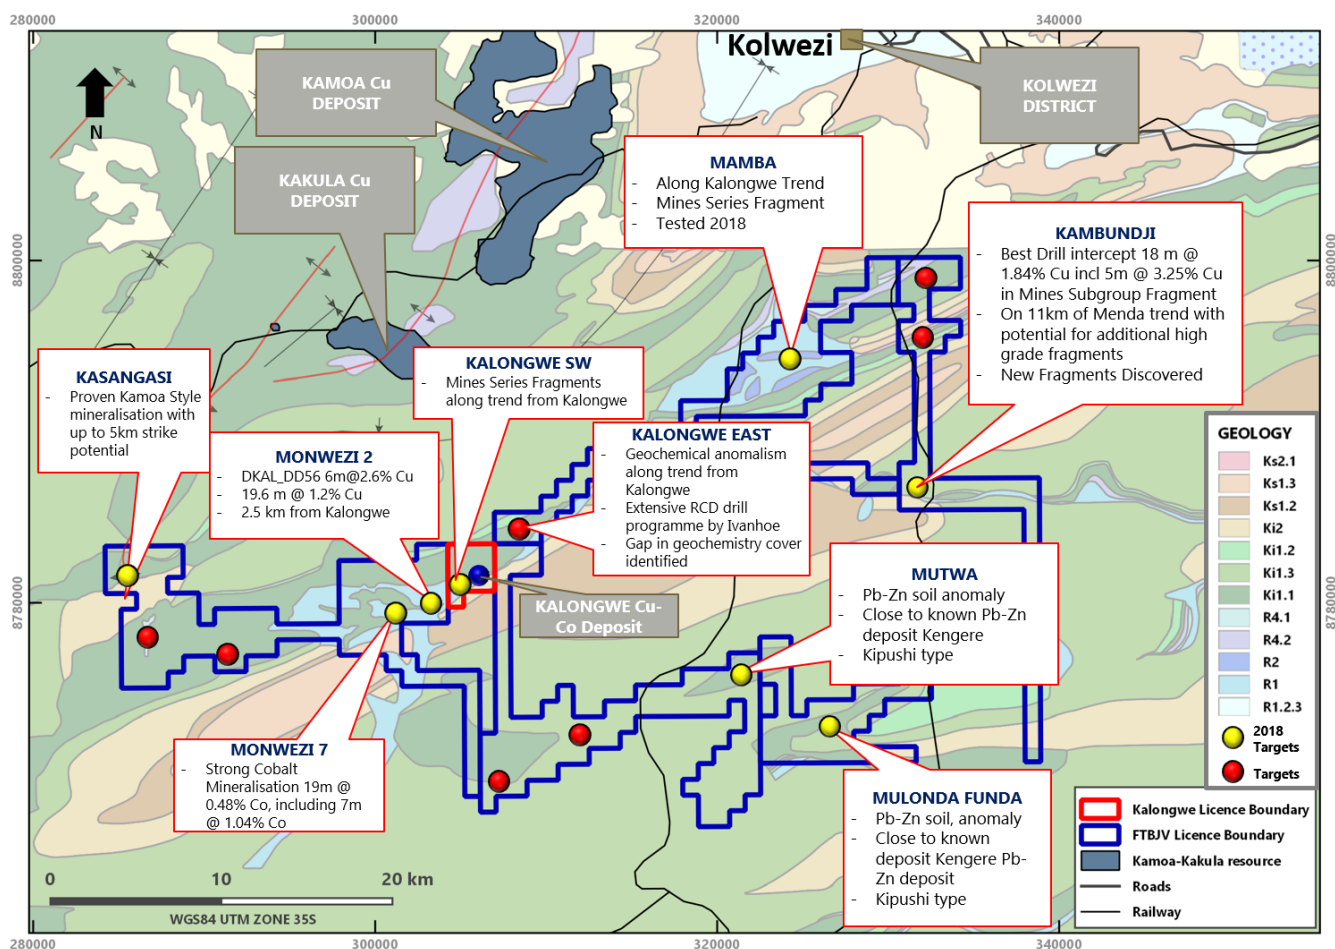 280000
300000
320000
340000
Kolwezi
N
KAMOA Cu
DEPOSIT
KOLWEZI
DISTRICT
KAKULA Cu
DEPOSIT
MAMBA
- Along Kalongwe Trend
- Mines Series Fragment
- Tested 2018
KAMBUNDJI
- Best Drill intercept 18 m @
1.84% Cu incl 5m @ 3.25% Cu
in Mines Subgroup Fragment
- On 11km of Menda trend with
potential for additional high
grade fragments
- New Fragments Discovered
8800000
8800000
KASANGASI
- Proven Kamoa Style
mineralisation with
up to 5km strike
potential
KALONGWE SW
- Mines Series Fragments
along trend from Kalongwe
MONWEZI 2
- DKAL_DD56 6m@2.6% Cu
- 19.6 m @ 1.2% Cu
- 2.5 km from Kalongwe
KALONGWE EAST
- Geochemical anomalism
along trend from
Kalongwe
- Extensive RCD drill
programme by Ivanhoe
- Gap in geochemistry cover
identified
GEOLOGY
Ks2.1
Ks1.3
Ks1.2
Ki2
Ki1.2
Ki1.3
Ki1.1
R4.1
R4.2
R2
R1
R1.2.3
2018
Targets
Targets
8780000
8780000
KALONGWE Cu-
Co Deposit
MUTWA
- Pb-Zn soil anomaly
- Close to known Pb-Zn
deposit Kengere
- Kipushi type
MONWEZI 7
- Strong Cobalt
Mineralisation 19m @
0.48% Co, including 7m
@ 1.04% Co
MULONDA FUNDA
- Pb-Zn soil, anomaly
- Close to known
deposit Kengere Pb-
Zn deposit
- Kipushi type
Kalongwe Licence Boundary
FTBJV Licence Boundary
Kamoa-Kakula resource
Roads
Railway
0 10 20 km
WGS84 UTM ZONE 35S
280000
300000
320000
340000